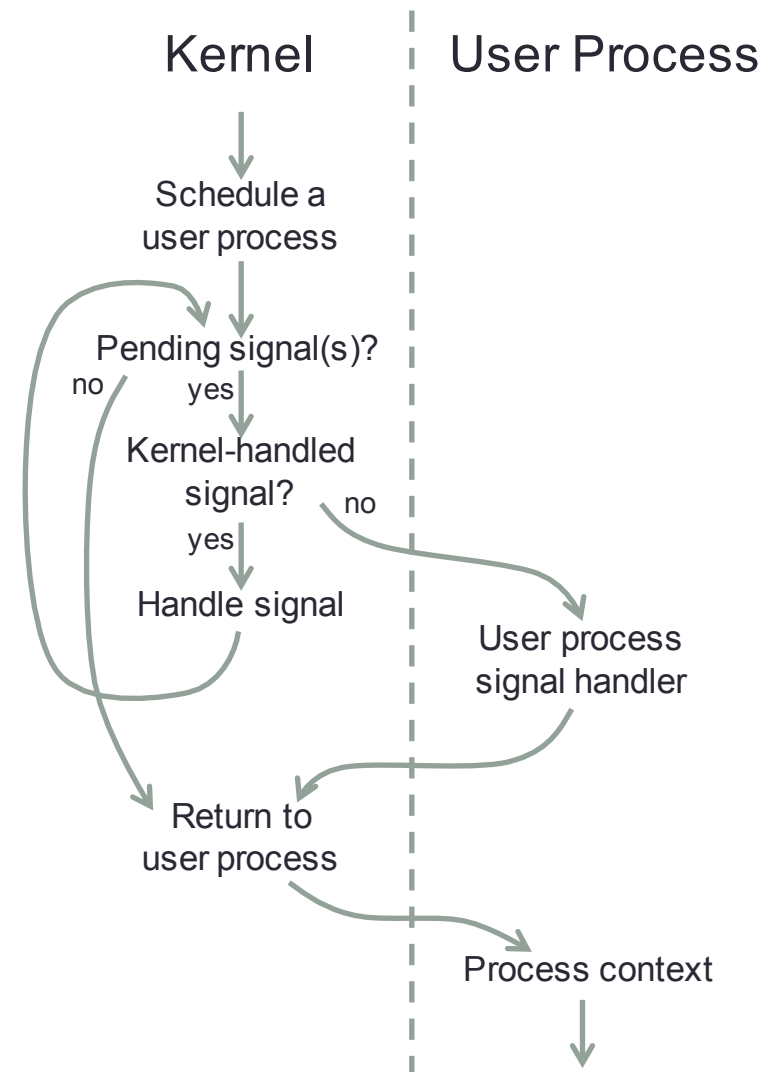 Kernel
User Process
Schedule a
user process
Pending signal(s)?
no
yes
Kernel-handled
signal?
no
yes
Handle signal
User process
signal handler
Return to
user process
Process context